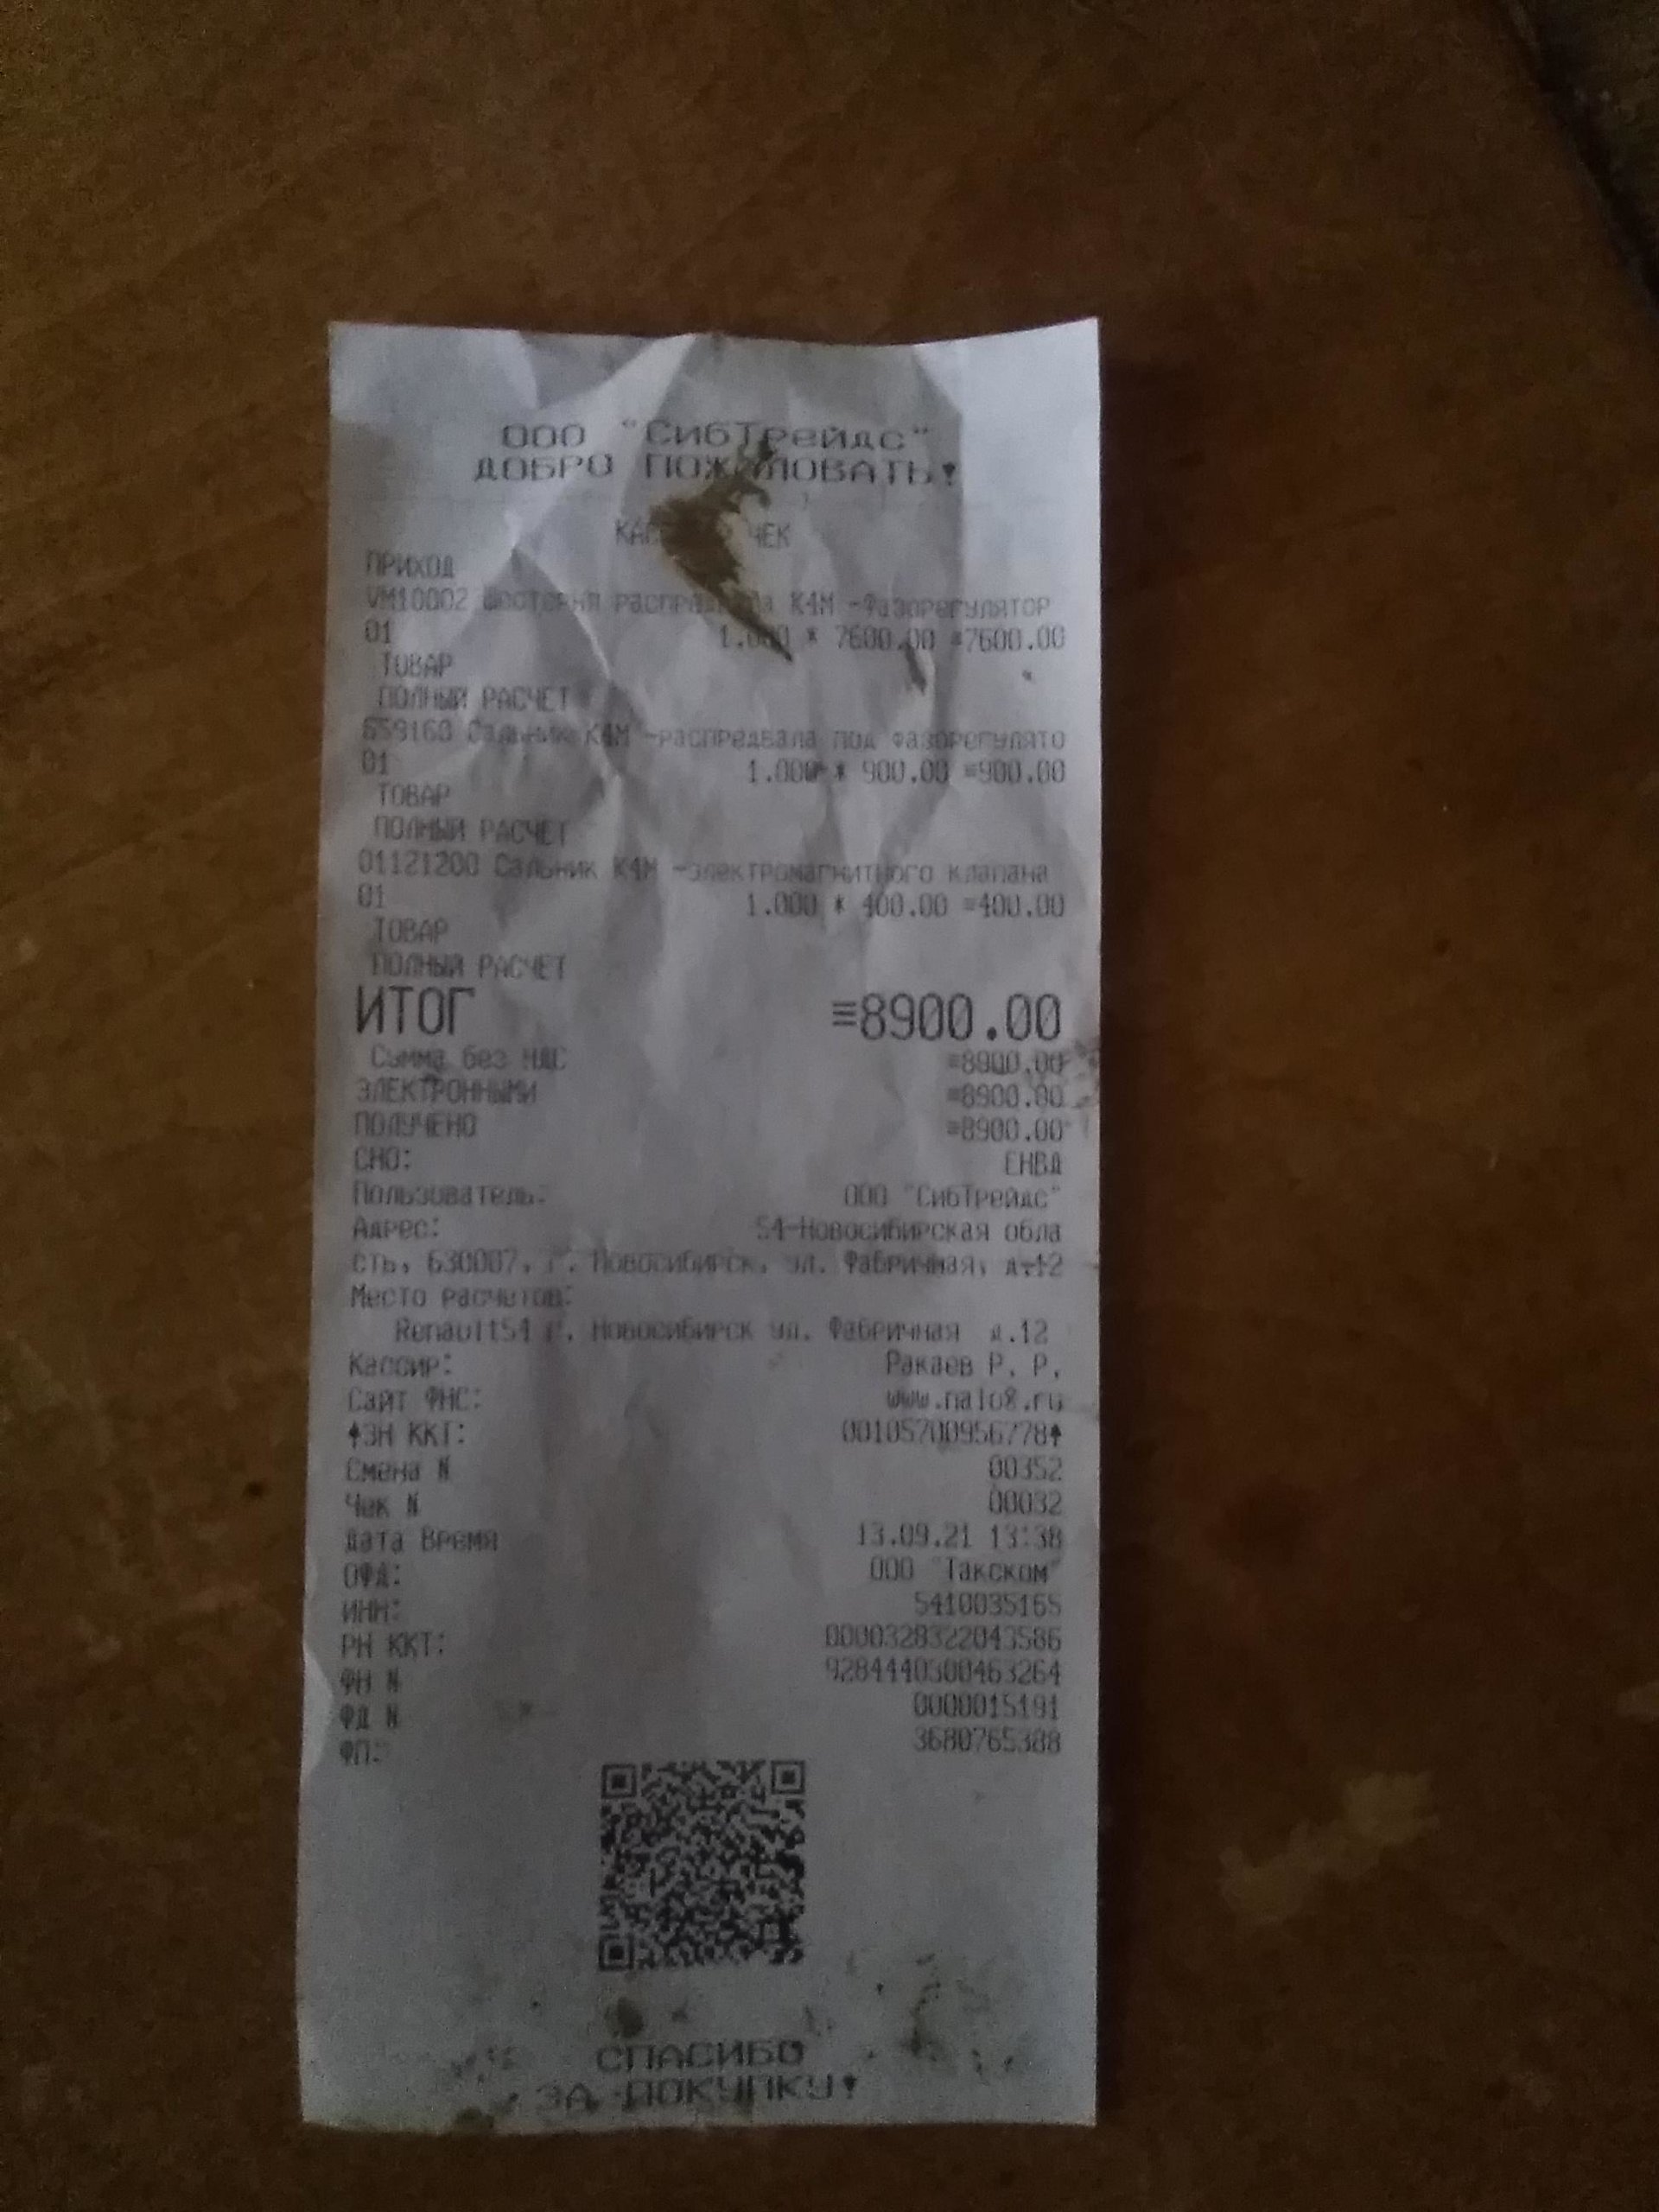 ООО "СибТрейдс"
ДОБРО ПОЖАЛОВАТЬ!
ЧЕК
ПРИХОД
VM10002 Шестерня распредвала К4М -Фазорегулятор
01 1.000 * 7600.00 =7600.00
ТОВАР
ПОЛНЫЙ РАСЧЕТ
659160 Сальник К4М -распредвала под фазорегулято
01 1.000 * 900.00 =900.00
ТОВАР
ПОЛНЫЙ РАСЧЕТ
01121200 Сальник К4М -электромагнитного клапана
01 1.000 * 400.00 =400.00
ТОВАР
ПОЛНЫЙ РАСЧЕТ
ИТОГ =8900.00
Сумма без НДС =8900.00
ЭЛЕКТРОННЫМИ =8900.00
ПОЛУЧЕНО =8900.00
СНО: ЕНВД
Пользователь: ООО "СибТрейдс"
Адрес: 54-Новосибирская обла
сть, 630007, г. Новосибирск, ул. Фабричная, д.12
Место расчетов:
Renault54 г. Новосибирск ул. Фабричная д.12
Кассир: Ракаев Р. Р.
Сайт ФНС: www.nalog.ru
ЗН ККТ: 00105700956778
Смена N 00352
Чек N 00032
Дата Время 13.09.21 13:38
ОФД: ООО "Такском"
ИНН: 5410035165
РН ККТ: 0000328322043586
ФН N 9284440300463264
ФД N 0000015191
ФП: 3680765388
СПАСИБО
ЗА ПОКУПКУ!